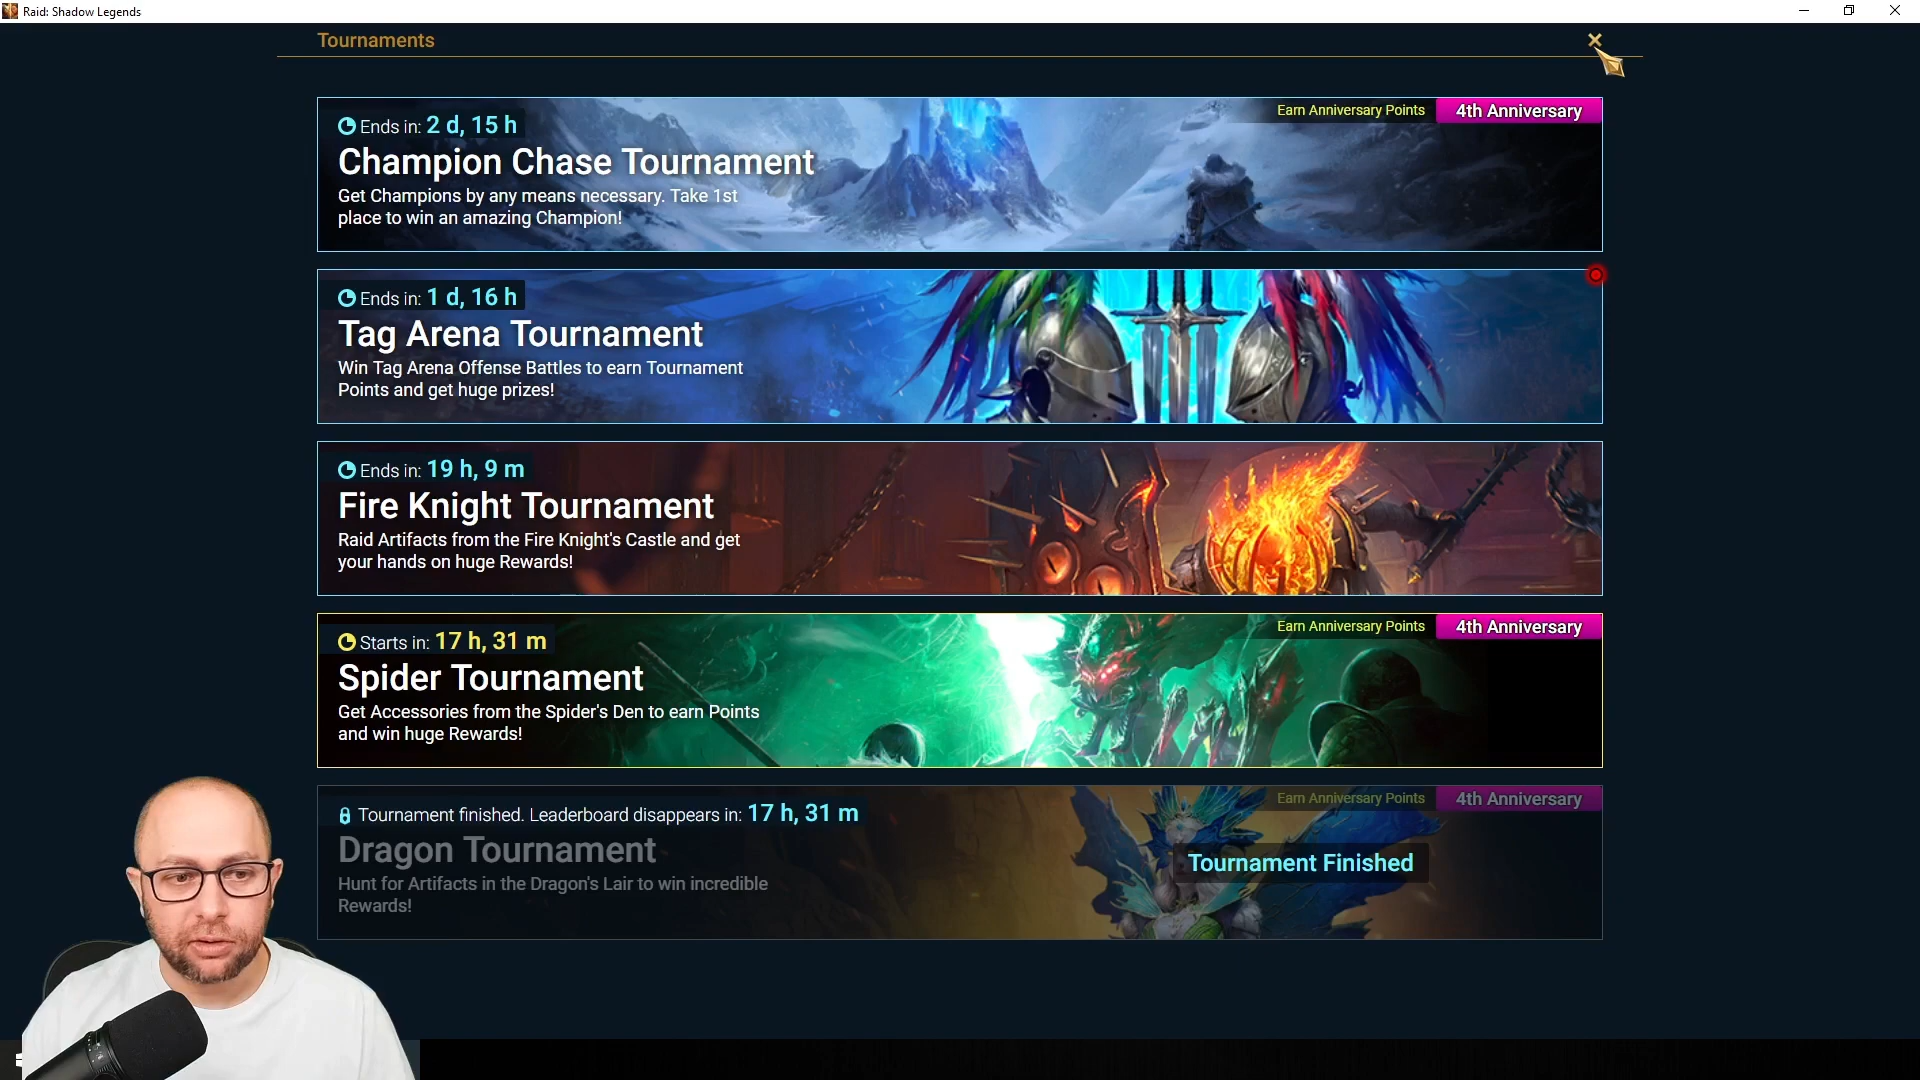 Raid: Shadow Legends
Tournaments
Ends in: 2 d, 15 h
Earn Anniversary Points
4th Anniversary
Champion Chase Tournament
Get Champions by any means necessary. Take 1st
place to win an amazing Champion!
Ends in: 1 d, 16 h
Tag Arena Tournament
Win Tag Arena Offense Battles to earn Tournament
Points and get huge prizes!
Ends in: 19 h, 9 m
Fire Knight Tournament
Raid Artifacts from the Fire Knight's Castle and get
your hands on huge Rewards!
Starts in: 17 h, 31 m
Earn Anniversary Points
4th Anniversary
Spider Tournament
Get Accessories from the Spider's Den to earn Points
and win huge Rewards!
Tournament finished. Leaderboard disappears in: 17 h, 31 m
Earn Anniversary Points
4th Anniversary
Dragon Tournament
Tournament Finished
Hunt for Artifacts in the Dragon's Lair to win incredible
Rewards!